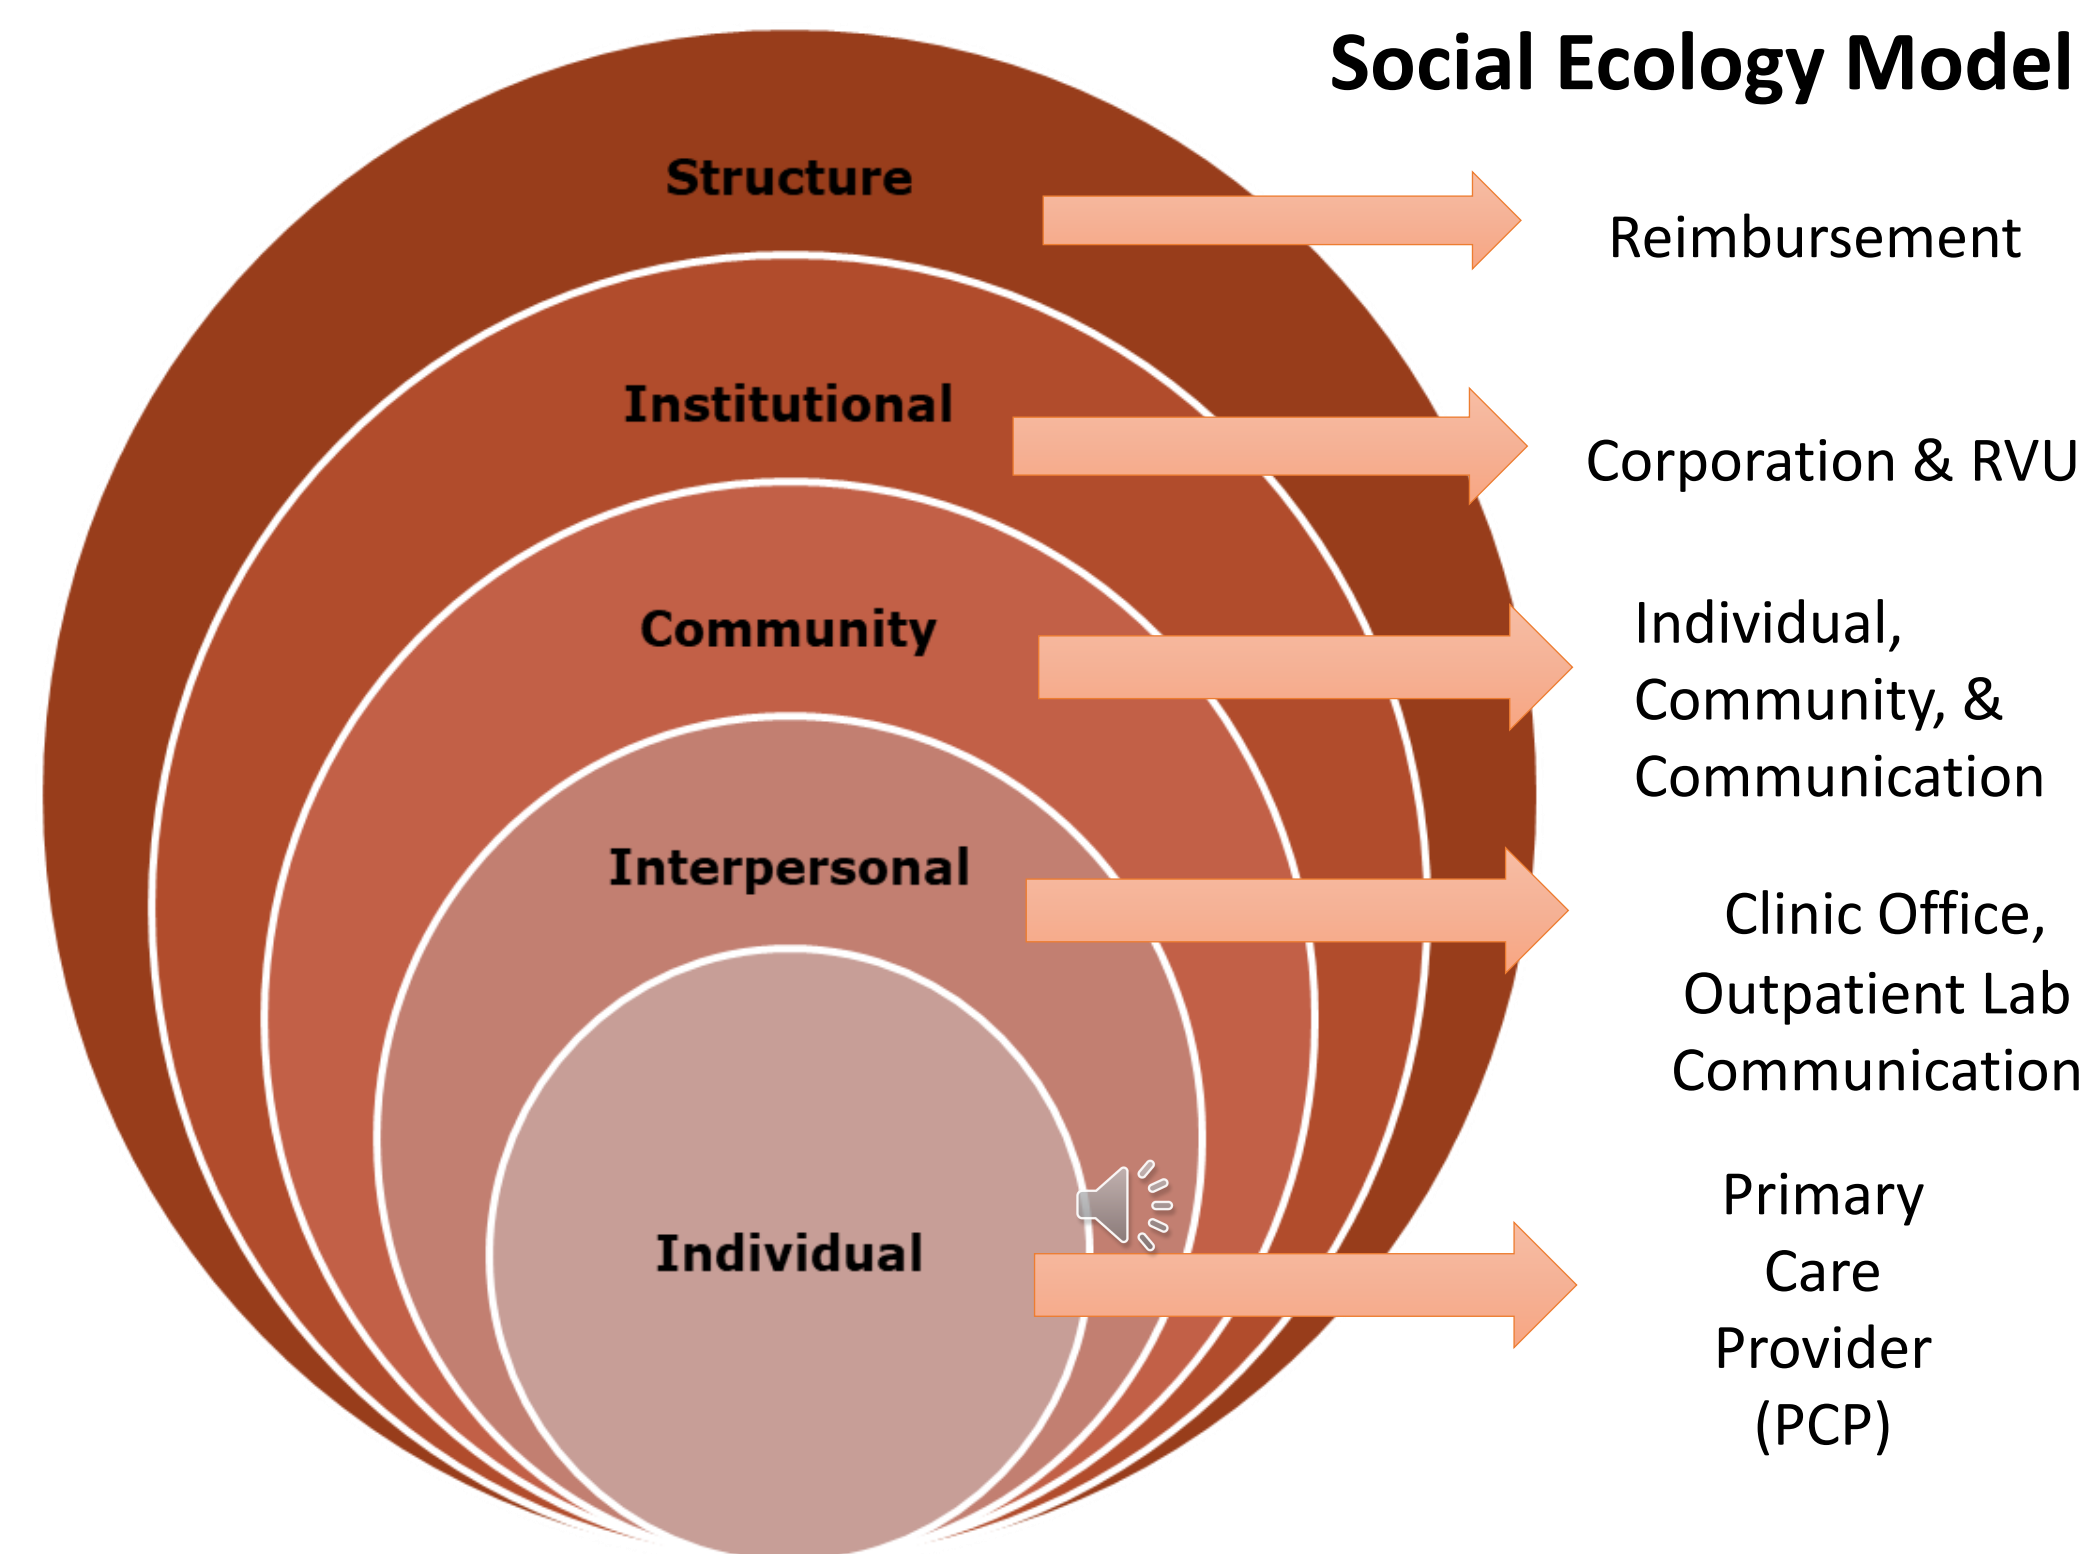 Social Ecology Model
Structure
Reimbursement
Institutional
Corporation & RVU
Community
Individual,
Community, &
Communication
Interpersonal
Clinic Office,
Outpatient Lab
Communication
Individual
Primary
Care
Provider
(PCP)